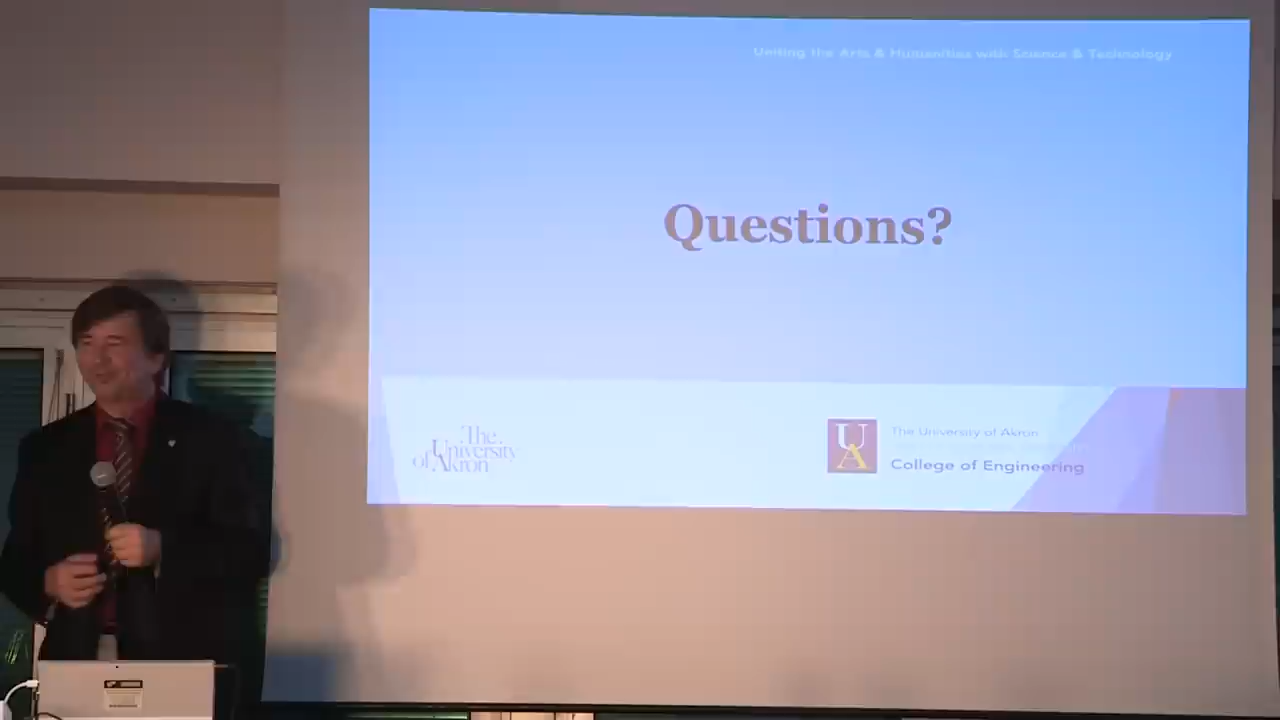 Uniting the Arts & Humanities with Science & Technology
Questions?
The
University
of Akron
UA
The University of Akron
College of Engineering